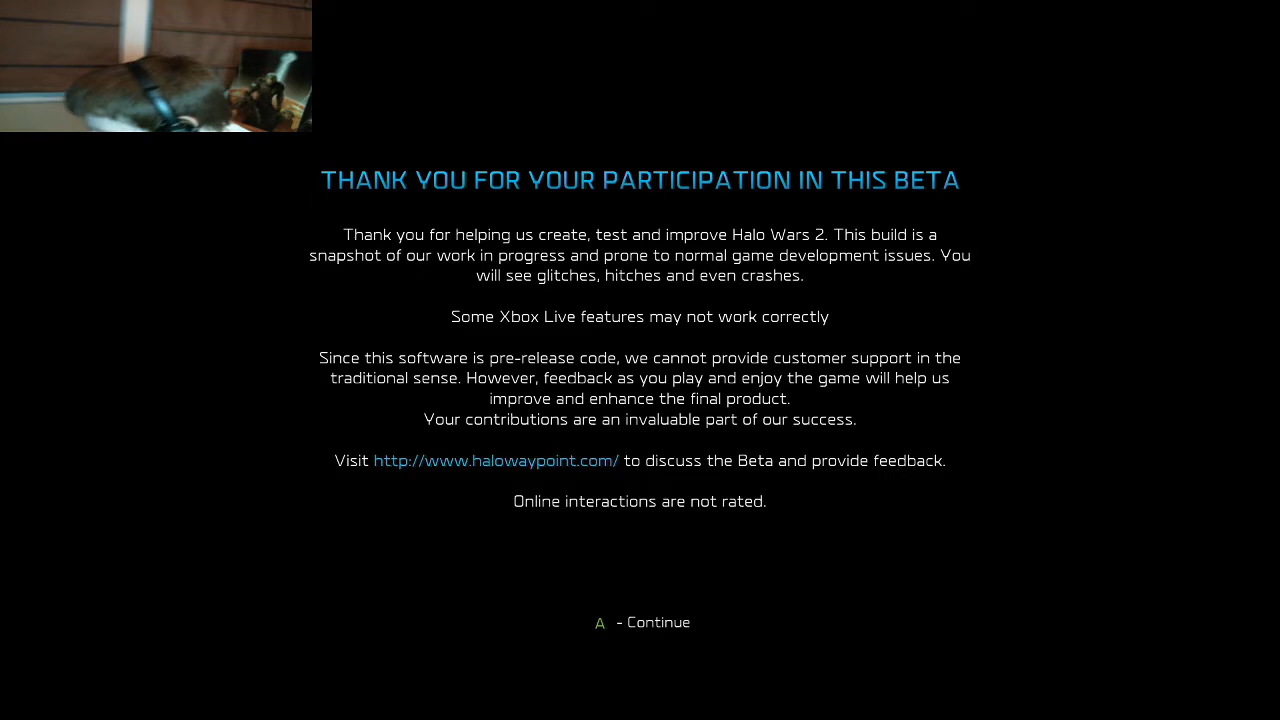 THANK YOU FOR YOUR PARTICIPATION IN THIS BETA
Thank you for helping us create, test and improve Halo Wars 2. This build is a
snapshot of our work in progress and prone to normal game development issues. You
will see glitches, hitches and even crashes.
Some Xbox Live features may not work correctly
Since this software is pre-release code, we cannot provide customer support in the
traditional sense. However, feedback as you play and enjoy the game will help us
improve and enhance the final product.
Your contributions are an invaluable part of our success.
Visit http://www.halowaypoint.com/ to discuss the Beta and provide feedback.
Online interactions are not rated.
A - Continue